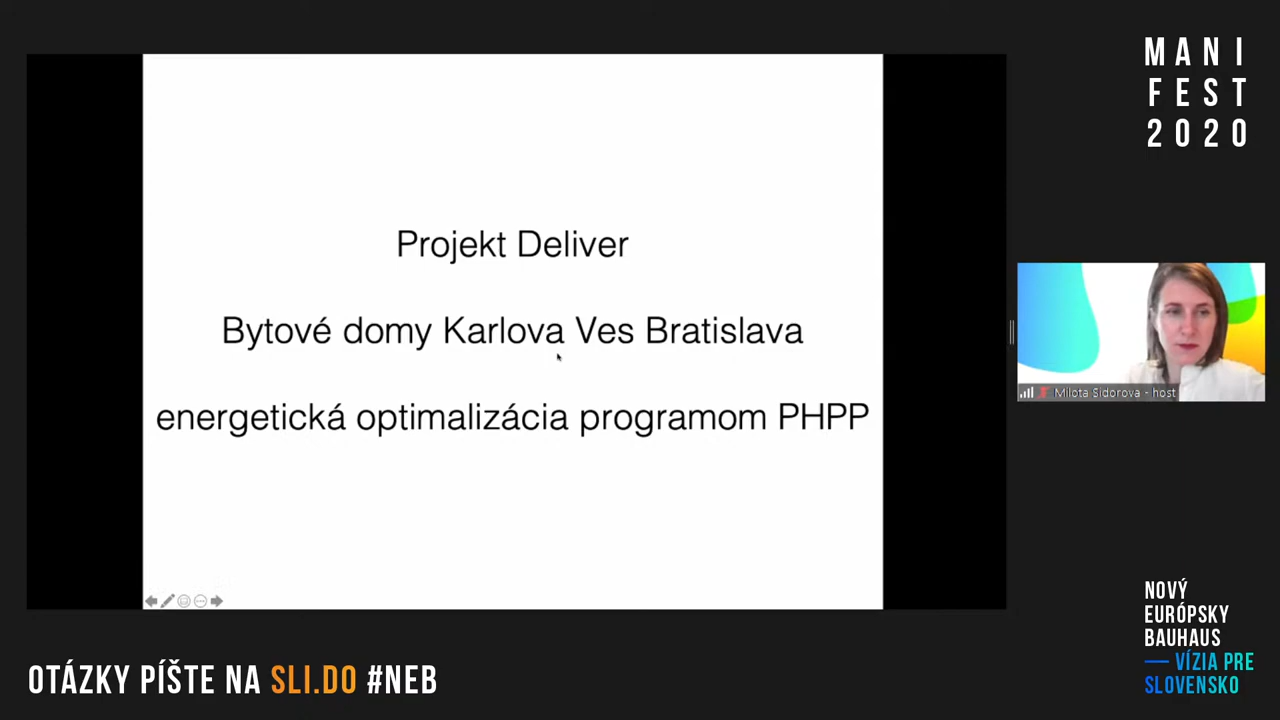 MANI
FEST
2020
Projekt Deliver
Bytové domy Karlova Ves Bratislava
energetická optimalizácia programom PHPP
Milota Sidorova - host
NOVÝ
EURÓPSKY
BAUHAUS
— VÍZIA PRE
SLOVENSKO
OTÁZKY PÍŠTE NA SLI.DO #NEB